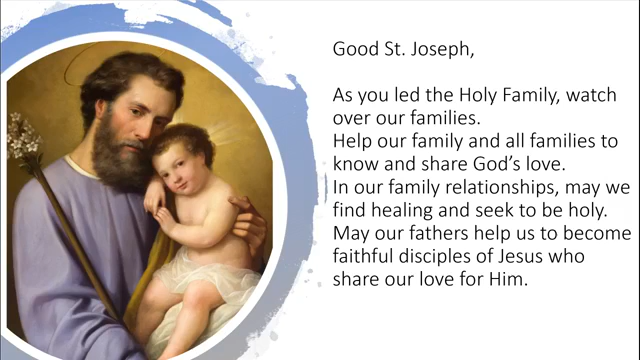 Good St. Joseph,
As you led the Holy Family, watch
over our families.
Help our family and all families to
know and share God’s love.
In our family relationships, may we
find healing and seek to be holy.
May our fathers help us to become
faithful disciples of Jesus who
share our love for Him.